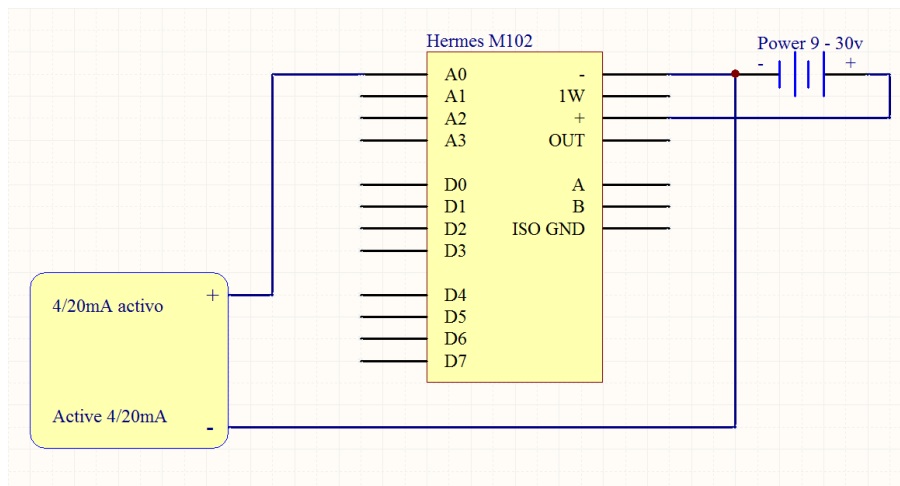 Hermes M102
Power 9 - 30v
- +
A0 -
A1 1W
A2 +
A3 OUT
D0 A
D1 B
D2 ISO GND
D3
D4
D5
D6
D7
+
4/20mA activo
Active 4/20mA
-